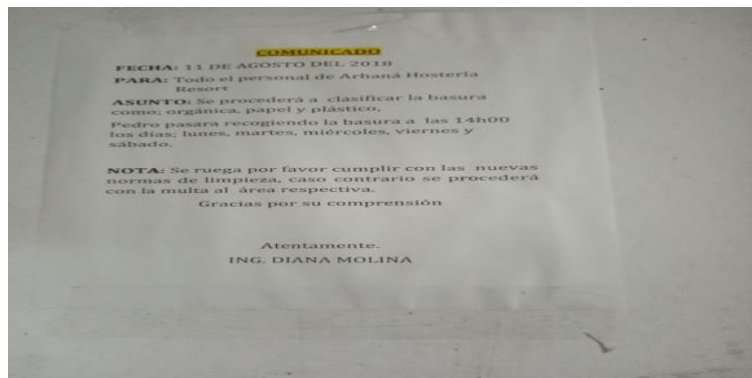 COMUNICADO
FECHA: 11 DE AGOSTO DEL 2018
PARA: Todo el personal de Arhaná Hostería
Resort
ASUNTO: Se procederá a clasificar la basura
como; orgánica, papel y plástico,
Pedro pasara recogiendo la basura a las 14h00
los días; lunes, martes, miércoles, viernes y
sábado.
NOTA: Se ruega por favor cumplir con las nuevas
normas de limpieza, caso contrario se procederá
con la multa al área respectiva.
Gracias por su comprensión
Atentamente.
ING. DIANA MOLINA